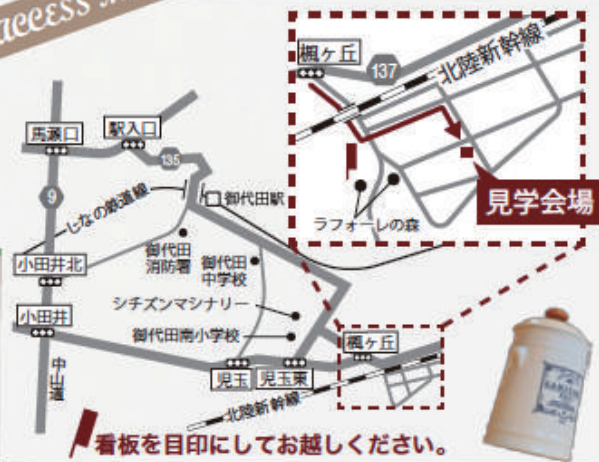 access
楓ヶ丘
137
北陸新幹線
馬瀬口
駅入口
135
9
しなの鉄道線
御代田駅
見学会場
ラフォーレの森
御代田
消防署
御代田
中学校
小田井北
シチズンマシナリー
小田井
御代田南小学校
楓ヶ丘
児玉
児玉東
中山道
北陸新幹線
看板を目印にしてお越しください。